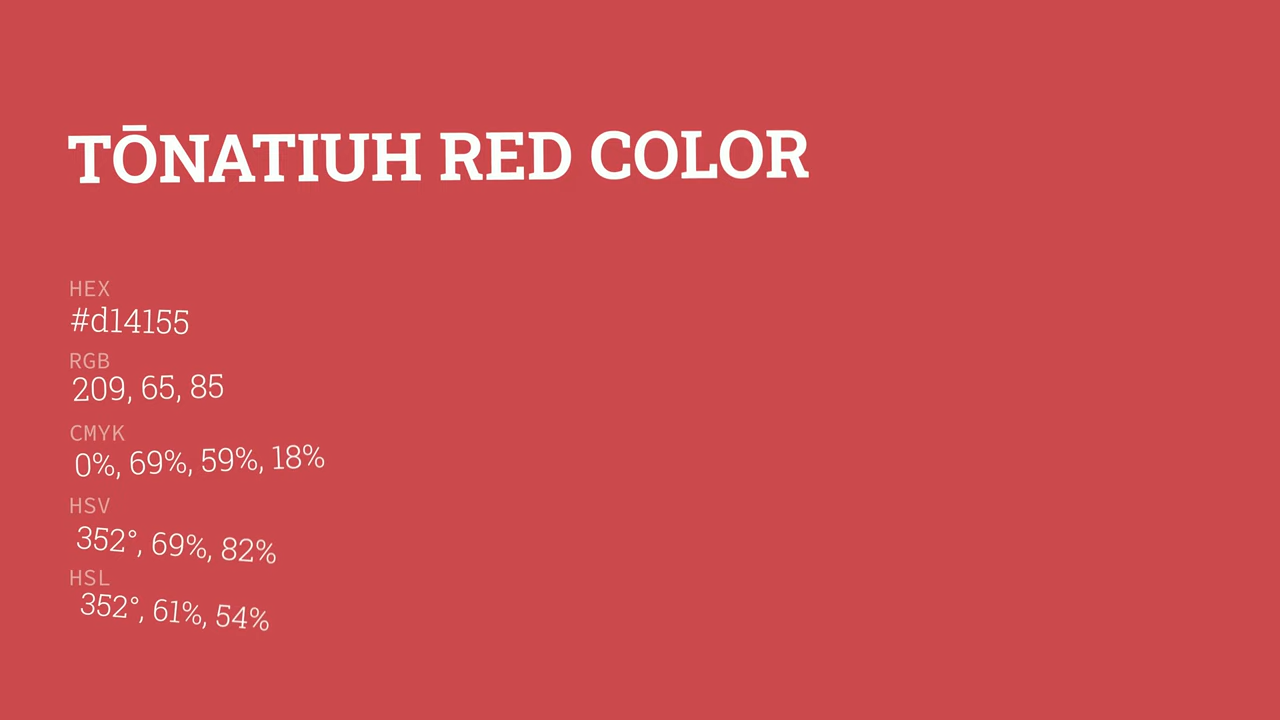 TŌNATIUH RED COLOR
HEX
#d14155
RGB
209, 65, 85
CMYK
0%, 69%, 59%, 18%
HSV
352°, 69%, 82%
HSL
352°, 61%, 54%